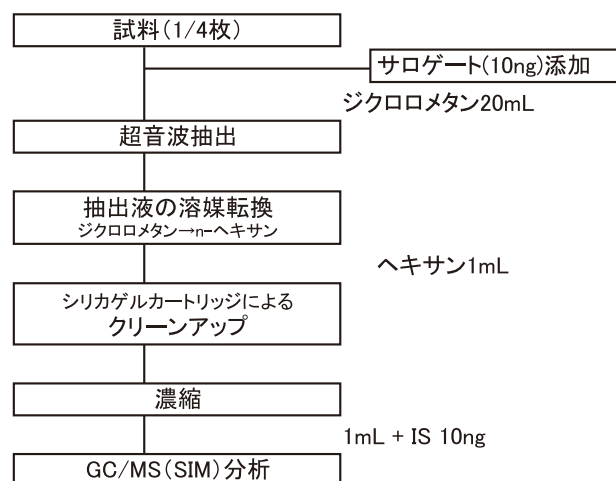 試料(1/4枚)
サロゲート(10ng)添加
ジクロロメタン20mL
超音波抽出
抽出液の溶媒転換
ジクロロメタン→n-ヘキサン
ヘキサン1mL
シリカゲルカートリッジによる
クリーンアップ
濃縮
1mL + IS 10ng
GC/MS(SIM)分析